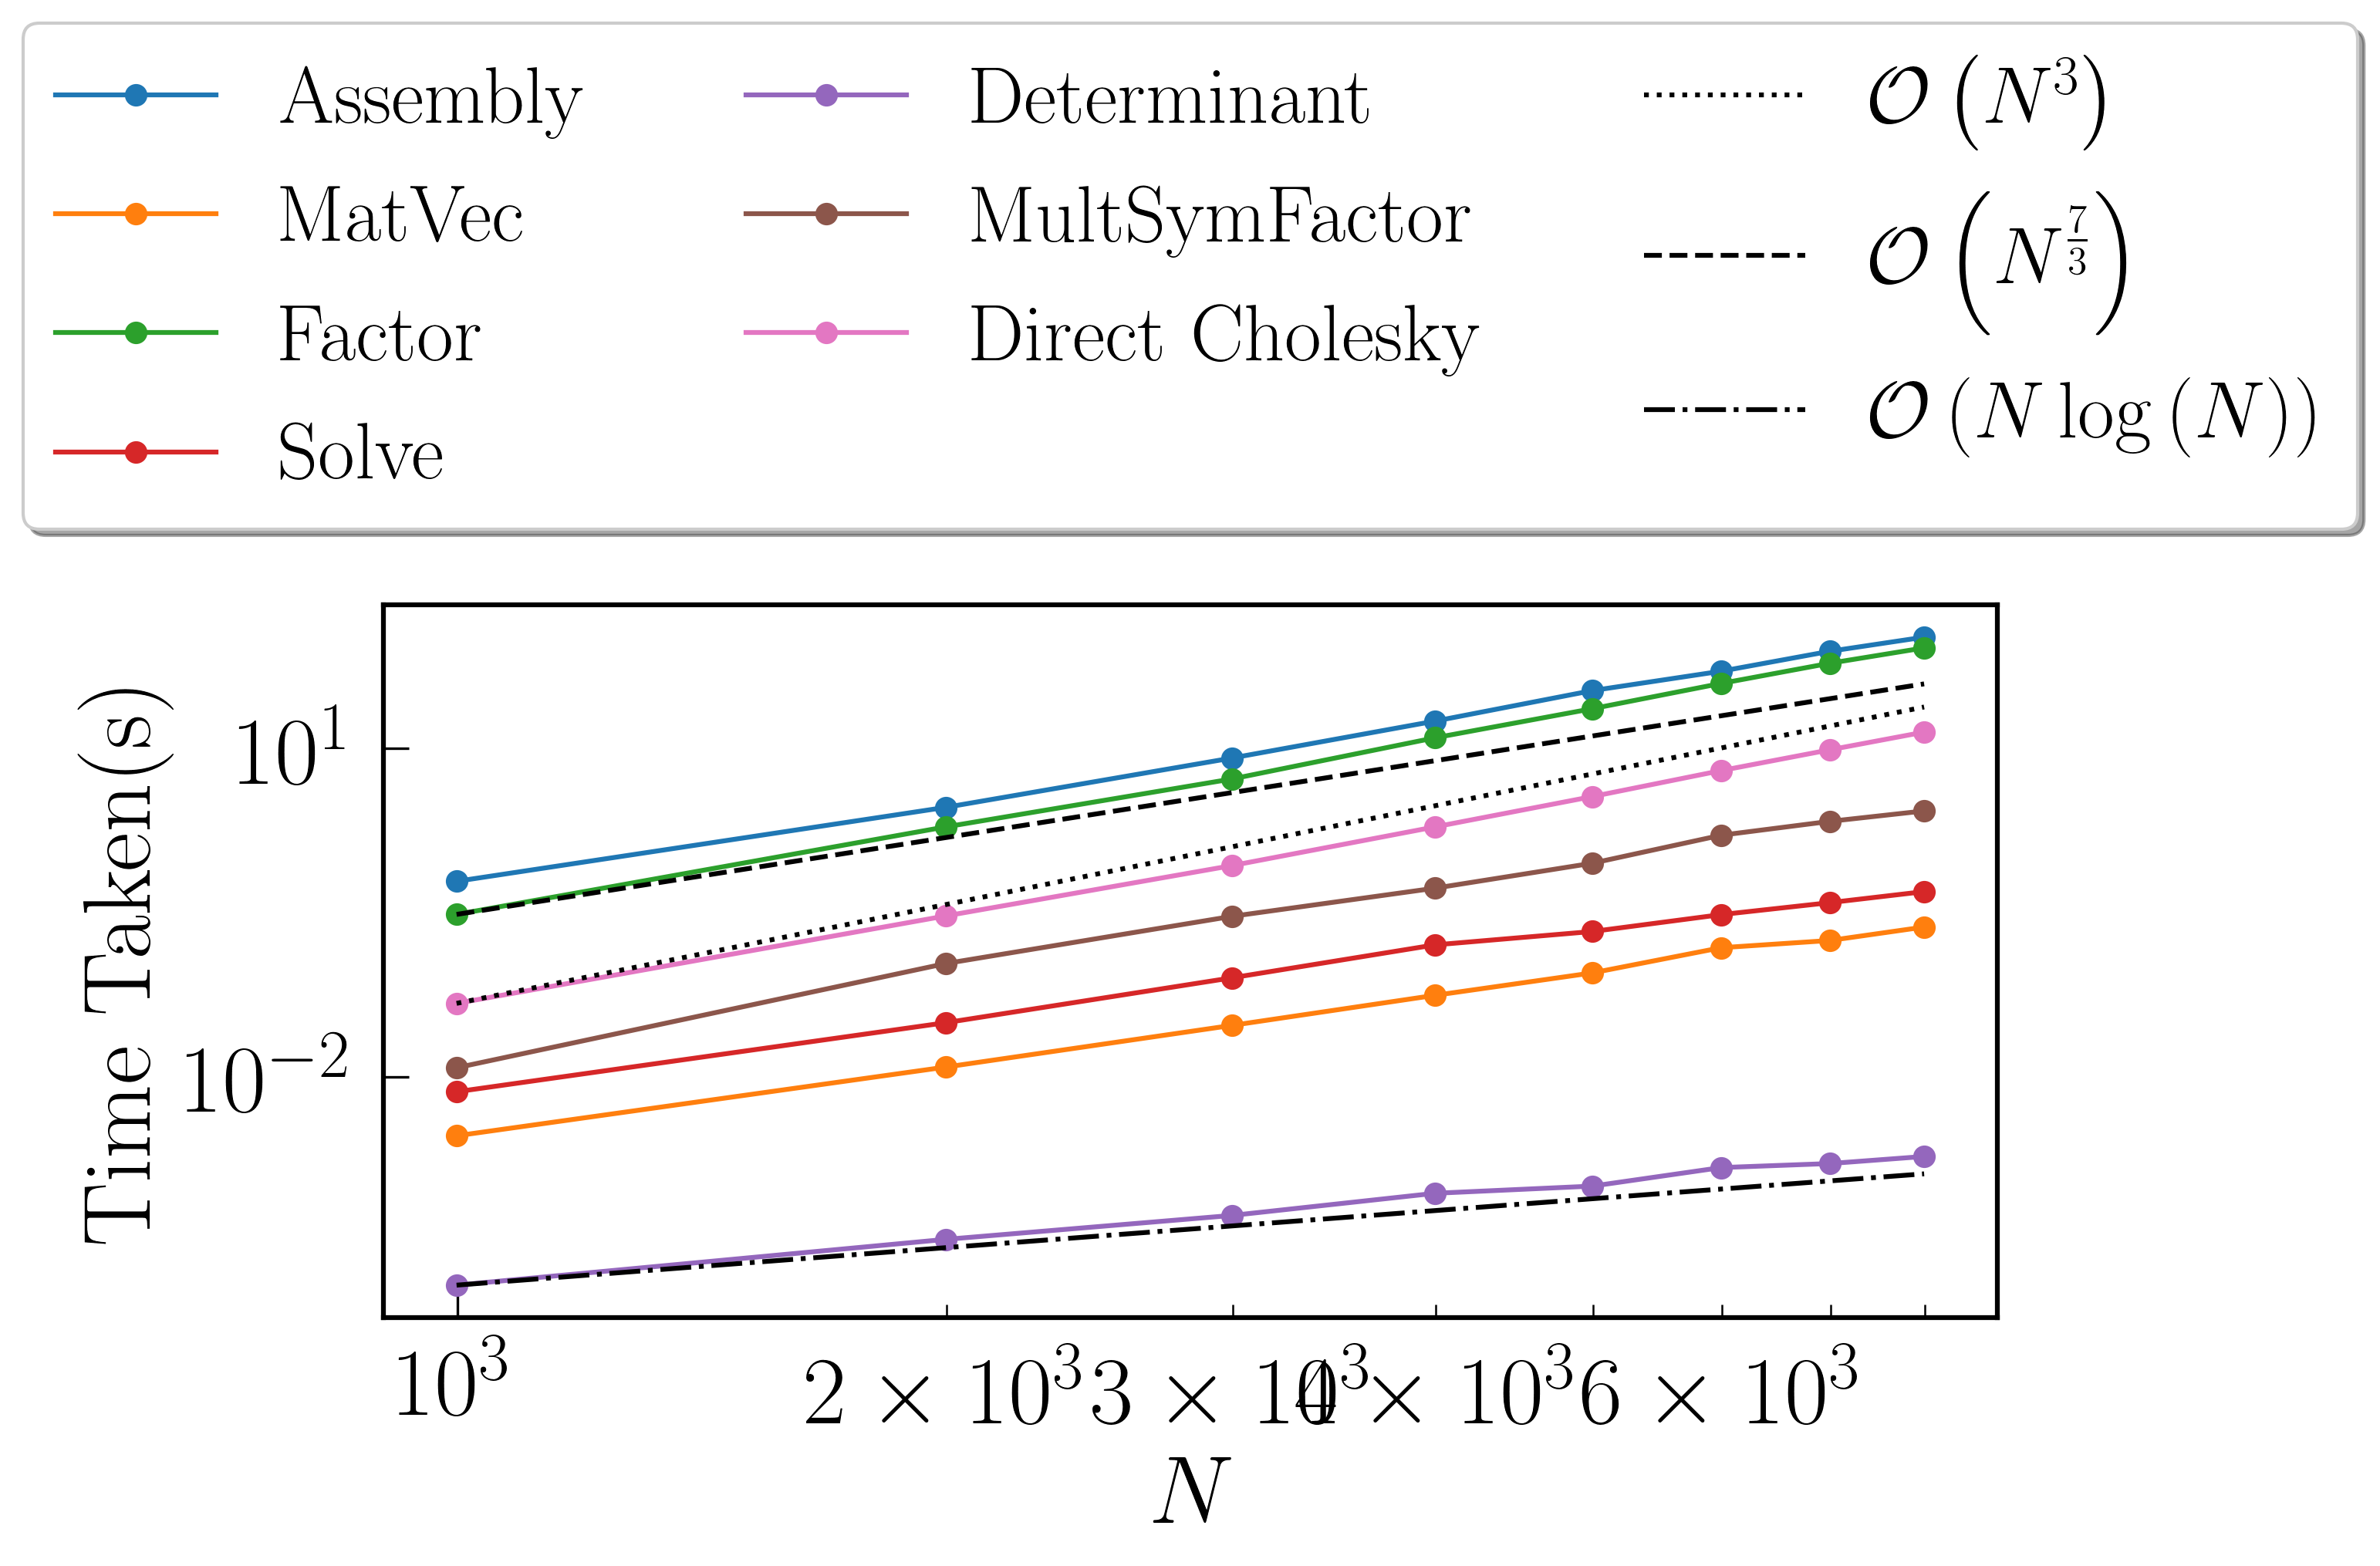 Assembly
MatVec
Factor
Solve
Determinant
MultSymFactor
Direct Cholesky
𝒪(N³)
𝒪(N^{7/3})
𝒪(N log(N))
Time Taken(s)
10¹
10⁻²
10³
2 × 10³
3 × 10³
4 × 10³
6 × 10³
N